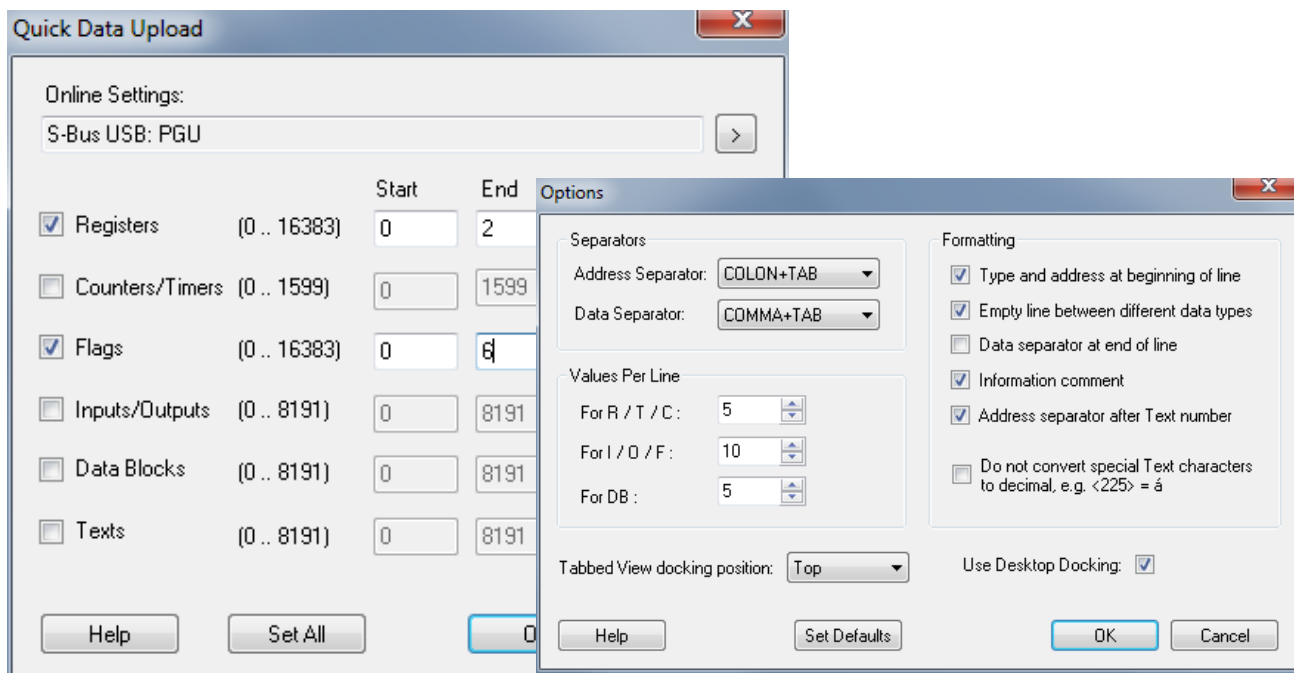 Quick Data Upload
Online Settings:
S-Bus USB: PGU
>
Start End
Registers (0 .. 16383) 0 2
Counters/Timers (0 .. 1599) 0 1599
Flags (0 .. 16383) 0 6
Inputs/Outputs (0 .. 8191) 0 8191
Data Blocks (0 .. 8191) 0 8191
Texts (0 .. 8191) 0 8191
Help Set All O
Options
Separators
Address Separator: COLON+TAB
Data Separator: COMMA+TAB
Values Per Line
For R / T / C : 5
For I / O / F : 10
For DB : 5
Formatting
Type and address at beginning of line
Empty line between different data types
Data separator at end of line
Information comment
Address separator after Text number
Do not convert special Text characters
to decimal, e.g. <225> = á
Tabbed View docking position: Top
Use Desktop Docking:
Help Set Defaults OK Cancel